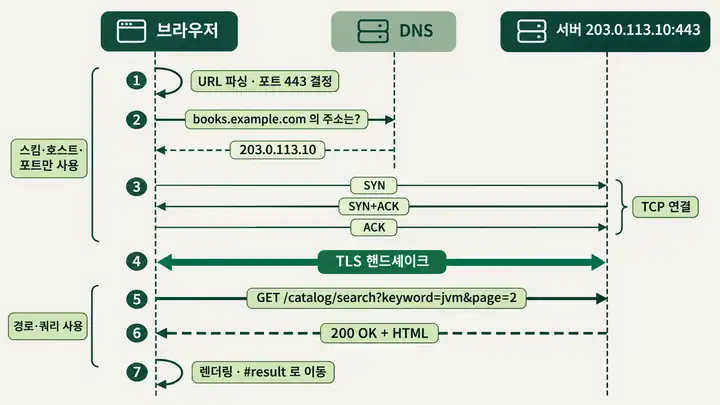 브라우저
DNS
서버 203.0.113.10:443
1
URL 파싱 · 포트 443 결정
2
books.example.com 의 주소는?
203.0.113.10
스킴·호스트·
포트만 사용
3
SYN
SYN+ACK
ACK
TCP 연결
4
TLS 핸드셰이크
5
GET /catalog/search?keyword=jvm&page=2
경로·쿼리 사용
6
200 OK + HTML
7
렌더링 · #result 로 이동